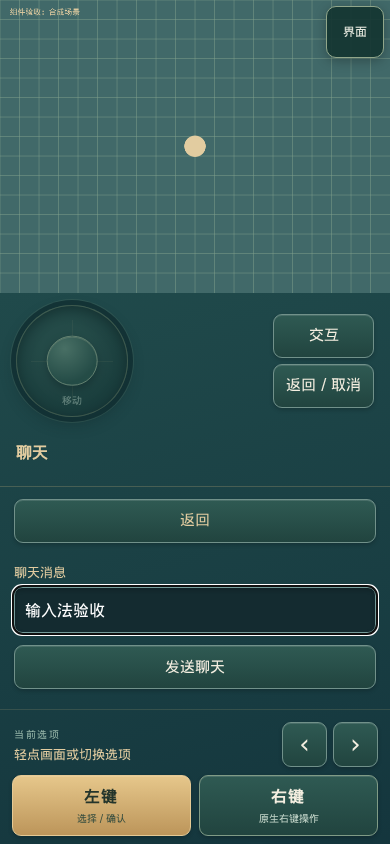 组件验收：合成场景
界面
移动
交互
返回 / 取消
聊天
返回
聊天消息
输入法验收
发送聊天
当前选项
轻点画面或切换选项
左键
选择 / 确认
右键
原生右键操作